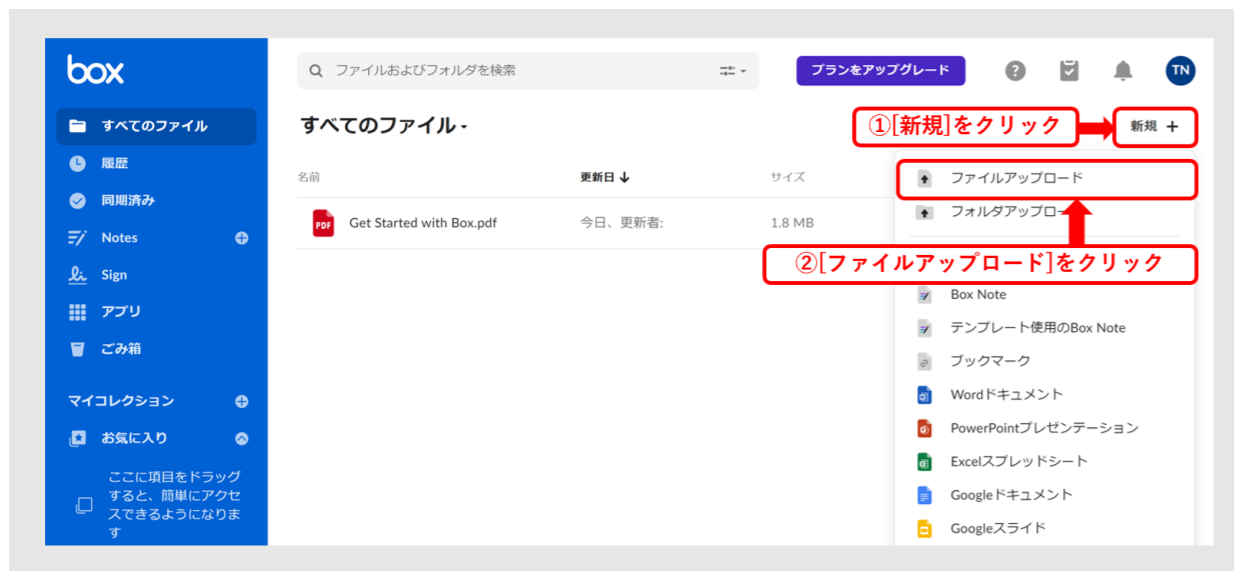 box
ファイルおよびフォルダを検索
プランをアップグレード
?
TN
すべてのファイル
履歴
同期済み
Notes
Sign
アプリ
ごみ箱
マイコレクション
お気に入り
ここに項目をドラッグ
すると、簡単にアクセ
スできるようになりま
す
すべてのファイル
①[新規]をクリック
新規 +
名前 更新日 ↓ サイズ
PDF Get Started with Box.pdf 今日、更新者: 1.8 MB
ファイルアップロード
フォルダアップロー
②[ファイルアップロード]をクリック
Box Note
テンプレート使用のBox Note
ブックマーク
Wordドキュメント
PowerPointプレゼンテーション
Excelスプレッドシート
Googleドキュメント
Googleスライド